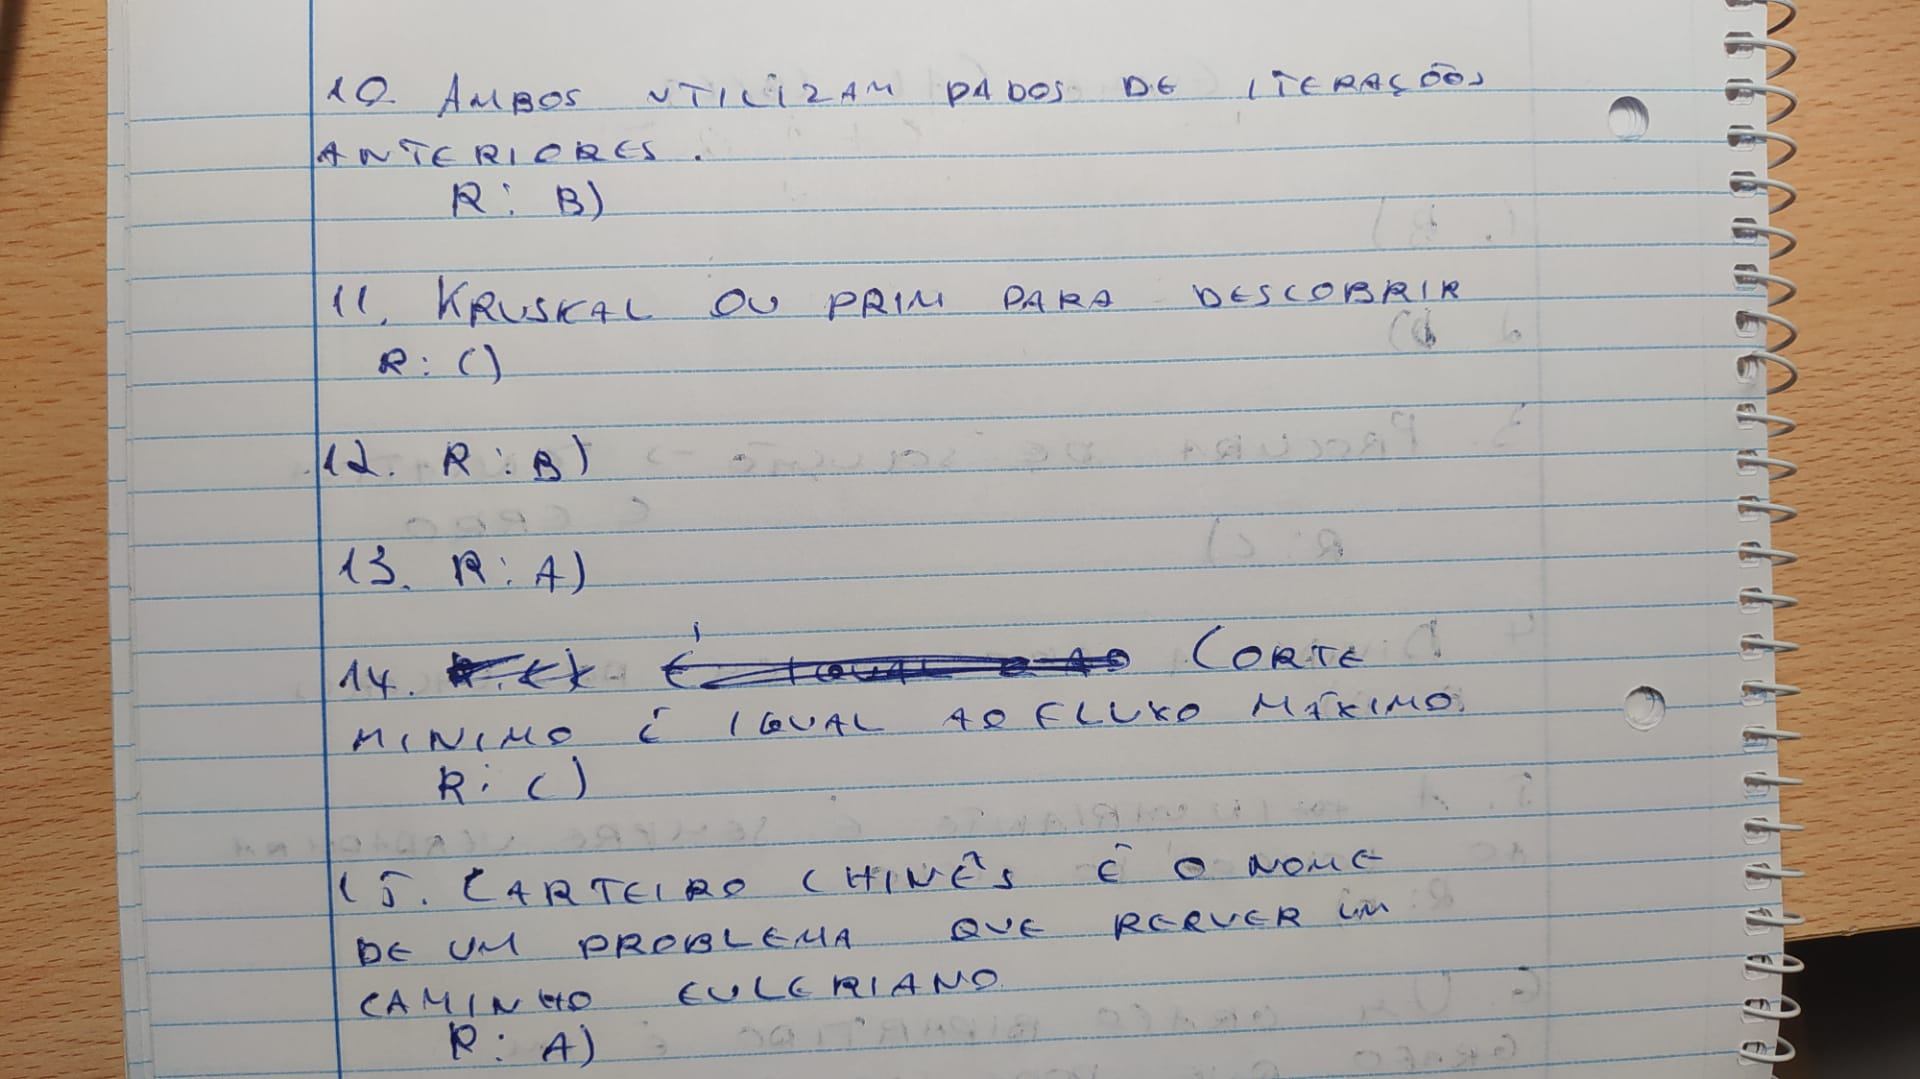 10. AMBOS UTILIZAM DADOS DE ITERAÇÕES
ANTERIORES.
R: B)
11. KRUSKAL OU PRIM PARA DESCOBRIR
R: C)
12. R: B)
13. R: A)
14. CORTE
MINIMO É IGUAL AO FLUXO MÁXIMO.
R: C)
15. CARTEIRO CHINÊS É O NOME
DE UM PROBLEMA QUE REQUER UM
CAMINHO EULERIANO.
R: A)